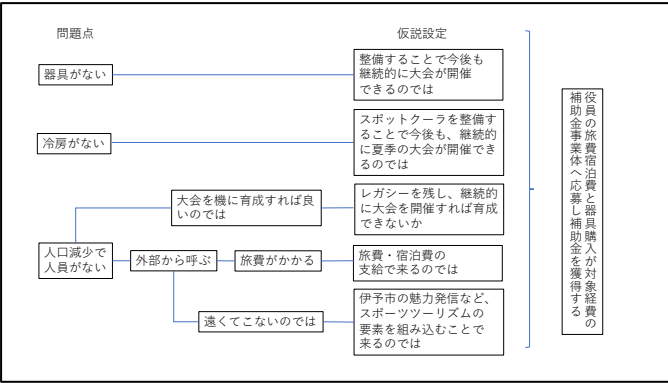 問題点
仮説設定
器具がない
整備することで今後も
継続的に大会が開催
できるのでは
冷房がない
スポットクーラを整備す
ることで今後も、継続的
に夏季の大会が開催でき
るのでは
大会を機に育成すれば良
いのでは
レガシーを残し、継続的
に大会を開催すれば育成
できないか
人口減少で
人員がない
外部から呼ぶ
旅費がかかる
旅費・宿泊費の
支給で来るのでは
遠くてこないのでは
伊予市の魅力発信など、
スポーツツーリズムの
要素を組み込むことで
来るのでは
役員の旅費宿泊費と器具購入が対象経費の
補助金事業体へ応募し補助金を獲得する